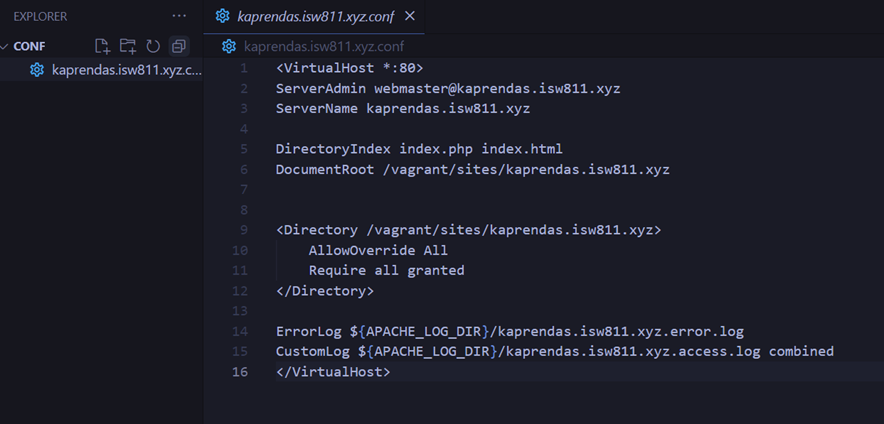 EXPLORER
...
kaprendas.isw811.xyz.conf
CONF
kaprendas.isw811.xyz.c...
kaprendas.isw811.xyz.conf
1 <VirtualHost *:80>
2 ServerAdmin webmaster@kaprendas.isw811.xyz
3 ServerName kaprendas.isw811.xyz
4
5 DirectoryIndex index.php index.html
6 DocumentRoot /vagrant/sites/kaprendas.isw811.xyz
7
8
9 <Directory /vagrant/sites/kaprendas.isw811.xyz>
10 AllowOverride All
11 Require all granted
12 </Directory>
13
14 ErrorLog ${APACHE_LOG_DIR}/kaprendas.isw811.xyz.error.log
15 CustomLog ${APACHE_LOG_DIR}/kaprendas.isw811.xyz.access.log combined
16 </VirtualHost>